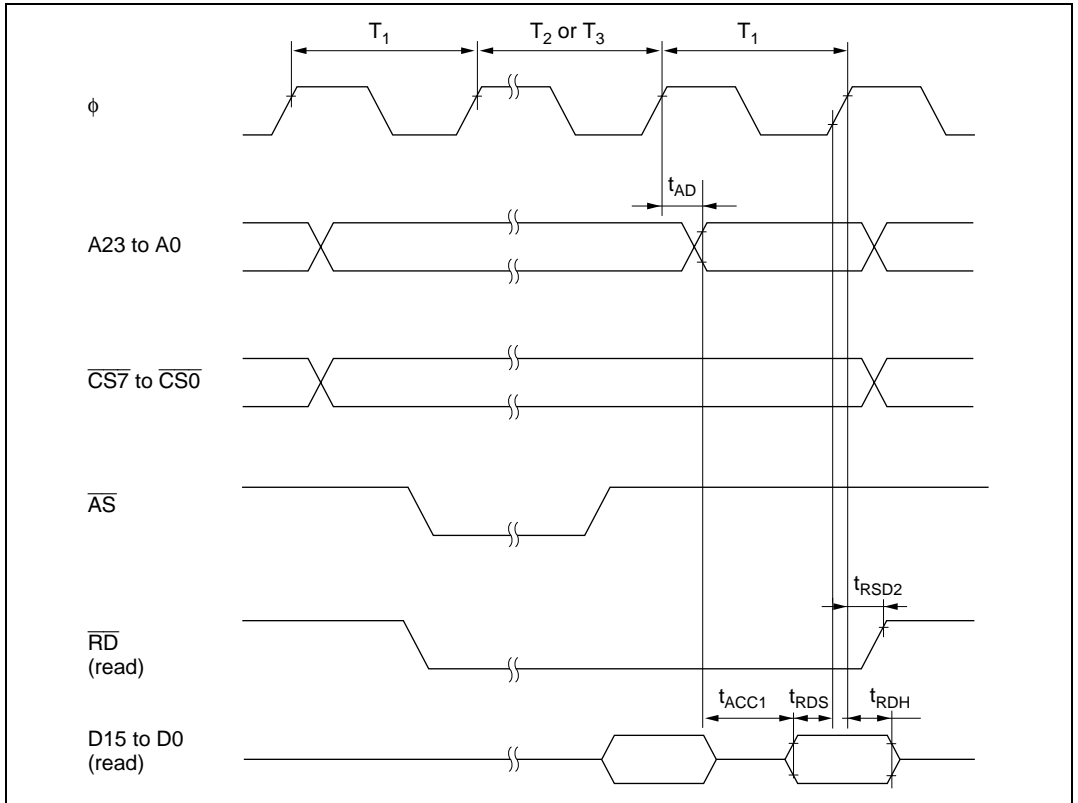 T1 T2 or T3 T1
ϕ
tAD
A23 to A0
CS7 to CS0
AS
tRSD2
RD
(read)
tACC1 tRDS tRDH
D15 to D0
(read)